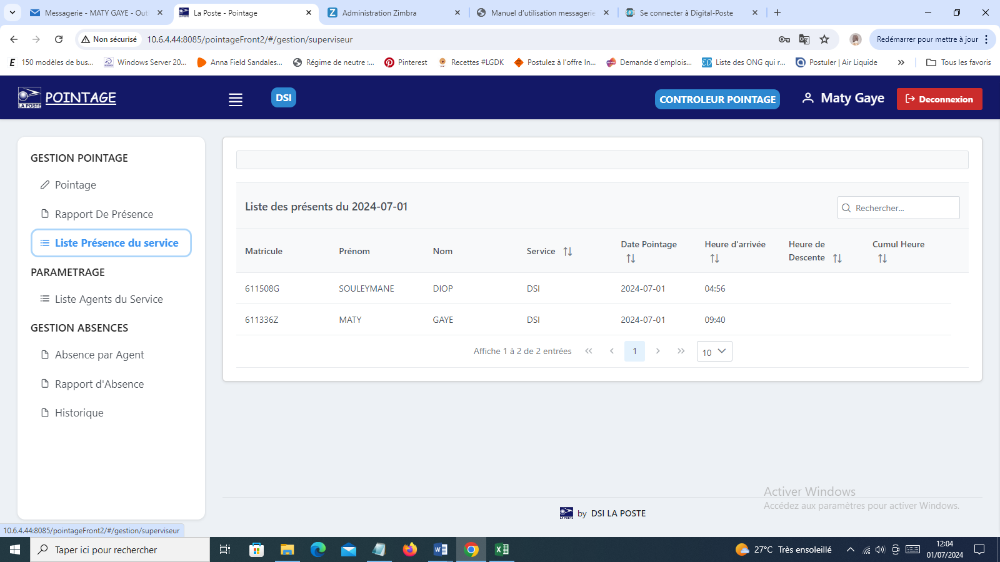 Messagerie - MATY GAYE - Out
La Poste - Pointage
Administration Zimbra
Manuel d'utilisation messagerie
Se connecter à Digital-Poste
Non sécurisé
10.6.4.44:8085/pointageFront2/#/gestion/superviseur
Redémarrer pour mettre à jour
150 modèles de bus...
Windows Server 20...
Anna Field Sandales...
Régime de neutre :...
Pinterest
Recettes #LGDK
Postulez à l'offre In...
Demande d'emplois...
Liste des ONG qui r...
Postuler | Air Liquide
Tous les favoris
LA POSTE
POINTAGE
DSI
CONTROLEUR POINTAGE
Maty Gaye
Deconnexion
GESTION POINTAGE
Pointage
Rapport De Présence
Liste Présence du service
PARAMETRAGE
Liste Agents du Service
GESTION ABSENCES
Absence par Agent
Rapport d'Absence
Historique
Liste des présents du 2024-07-01
Rechercher...
Matricule Prénom Nom Service Date Pointage Heure d'arrivée Heure de Descente Cumul Heure
611508G SOULEYMANE DIOP DSI 2024-07-01 04:56
611336Z MATY GAYE DSI 2024-07-01 09:40
Affiche 1 à 2 de 2 entrées
1
10
Activer Windows
Accédez aux paramètres pour activer Windows.
by DSI LA POSTE
10.6.4.44:8085/pointageFront2/#/gestion/superviseur
Taper ici pour rechercher
27°C Très ensoleillé
12:04
01/07/2024